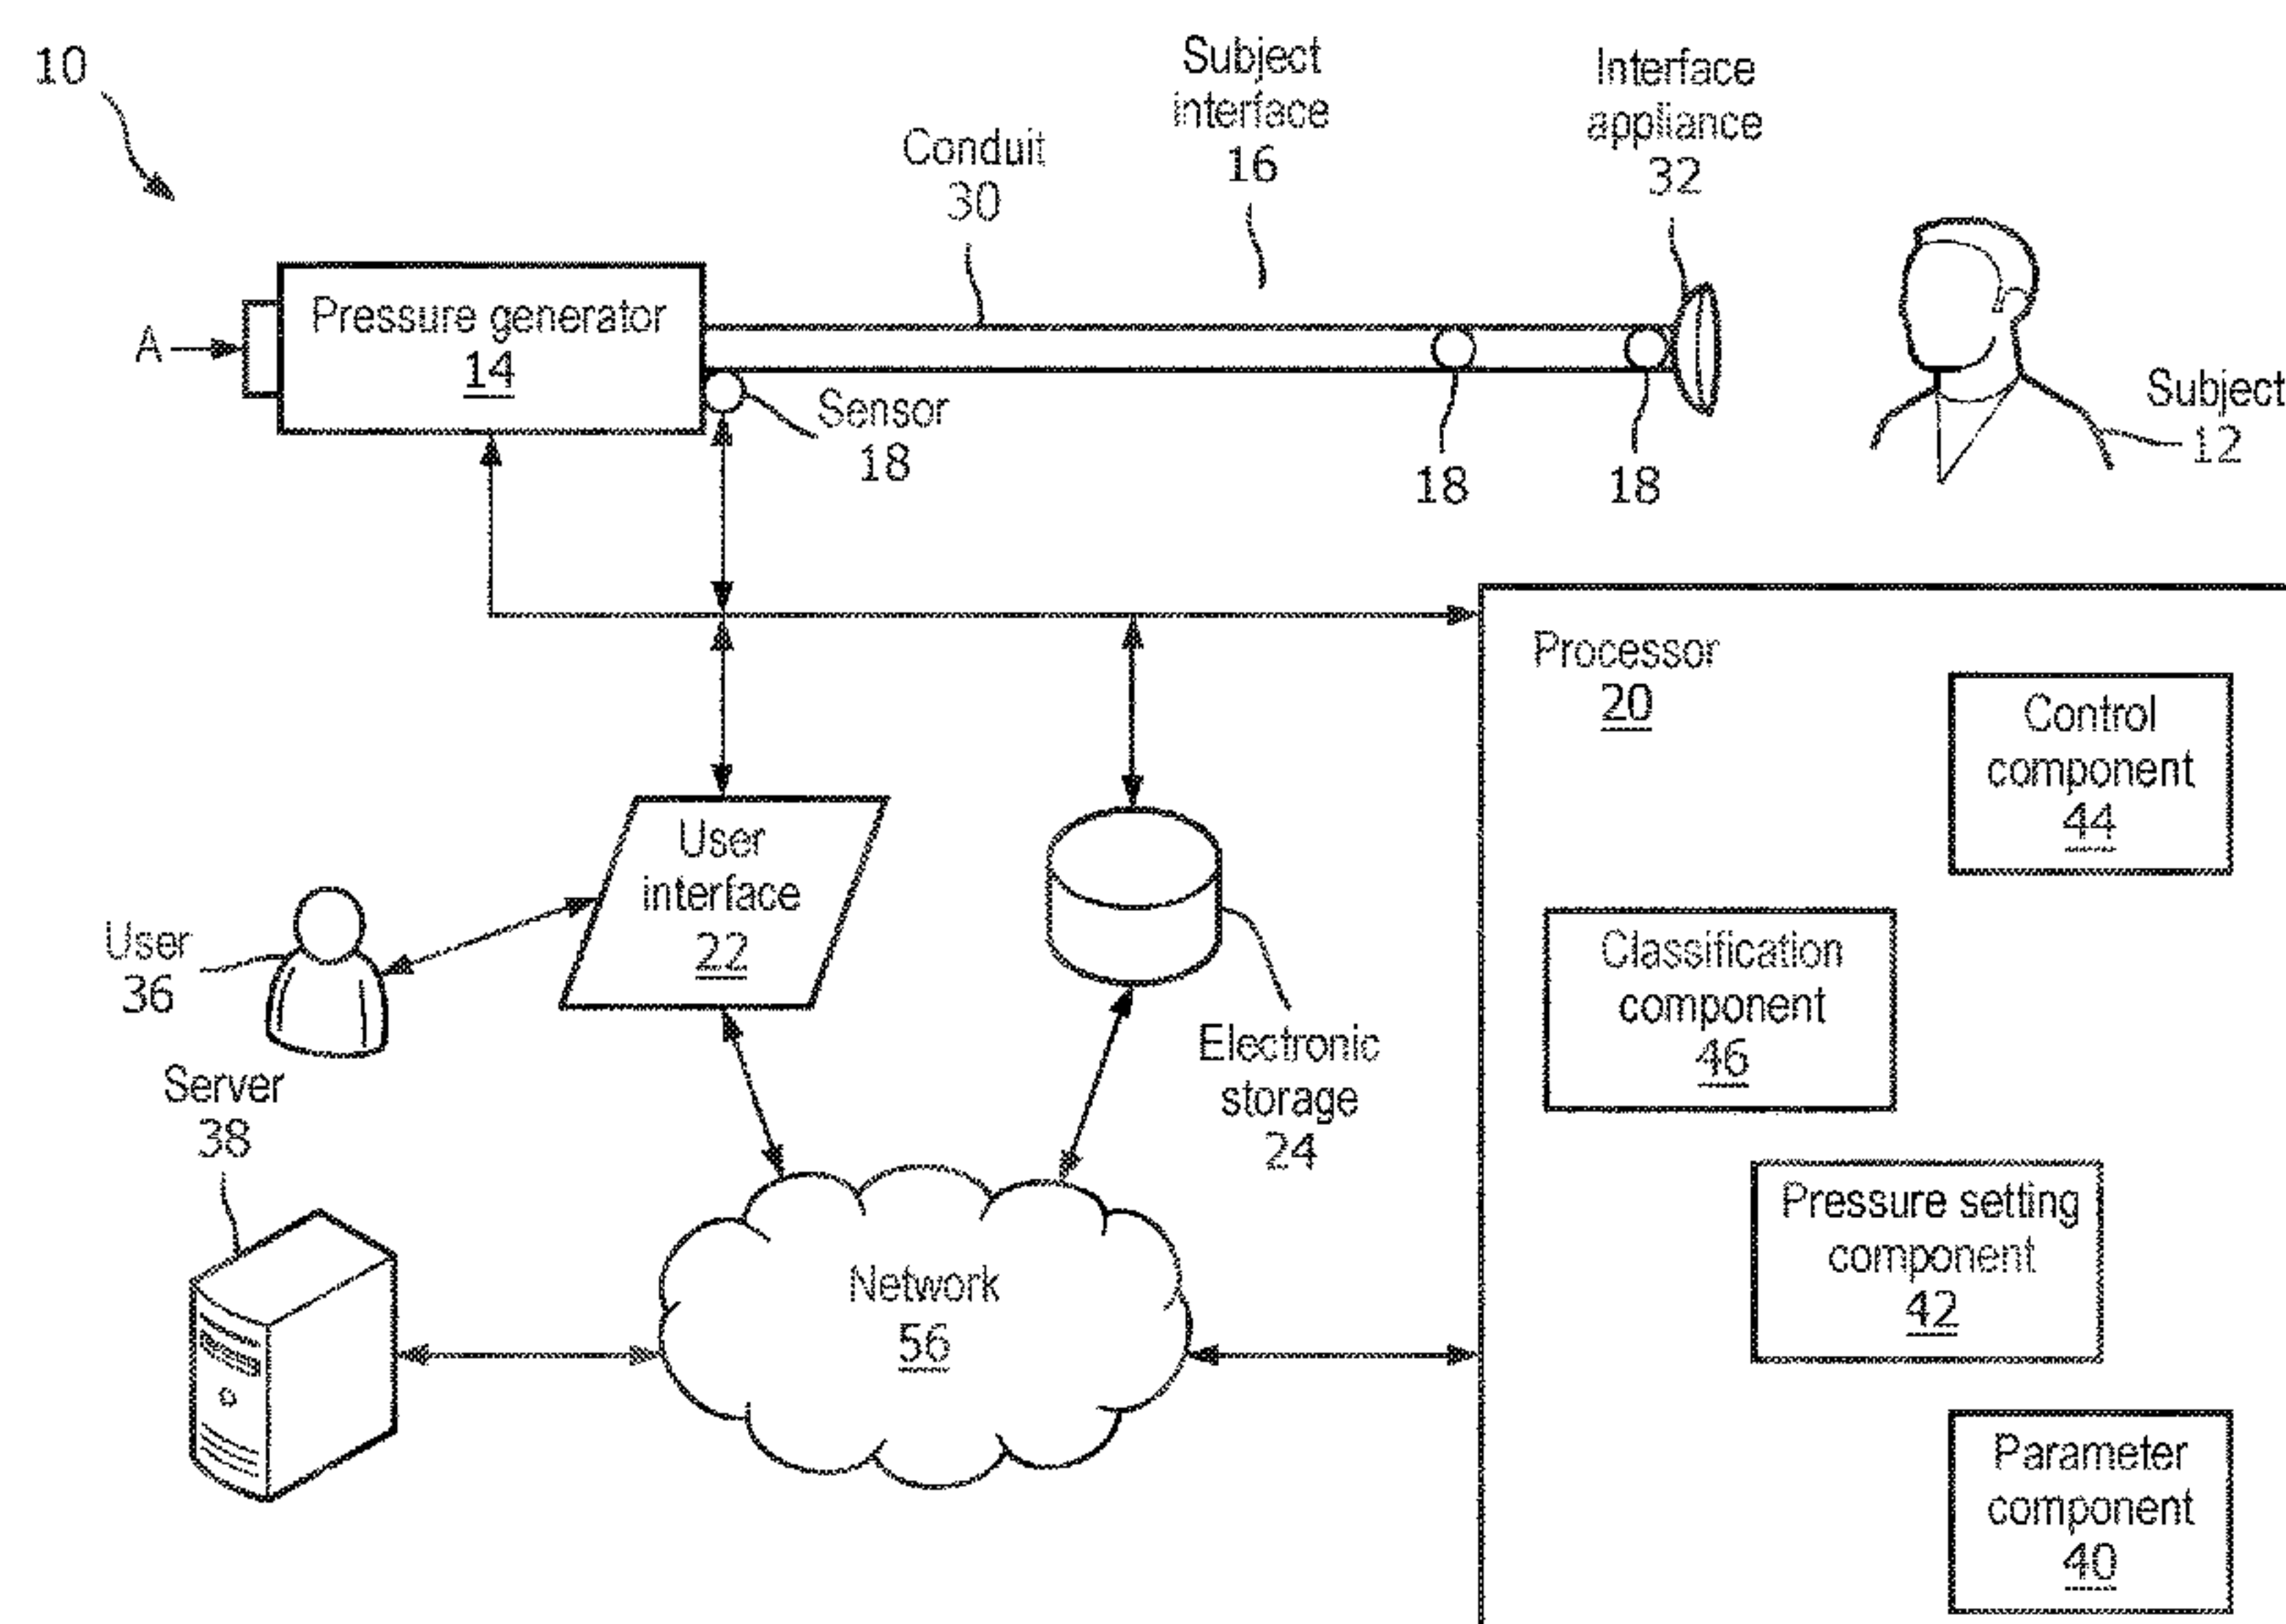 10
Subject
interface
16
Interface
appliance
32
Conduit
30
Pressure generator
14
A
Sensor
18
18
18
Subject
12
Processor
20
Control
component
44
User
interface
22
Classification
component
46
User
36
Electronic
storage
24
Server
38
Pressure setting
component
42
Network
56
Parameter
component
40